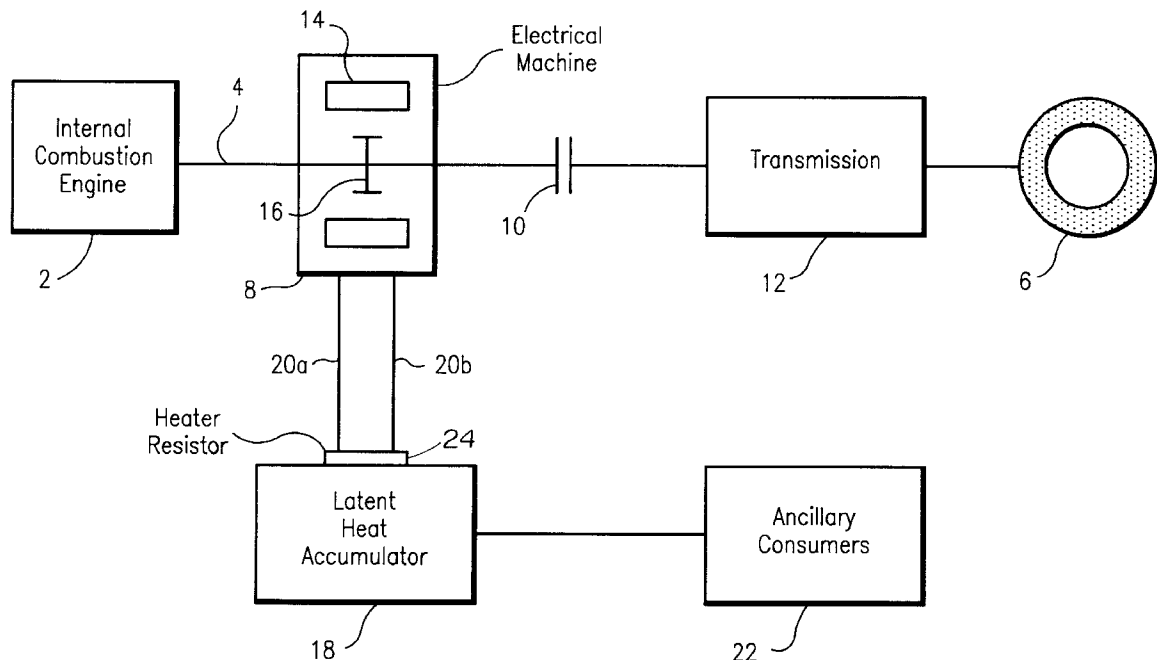 14
Electrical
Machine
4
Internal
Combustion
Engine
Transmission
16
10
2
8
12
6
20a
20b
Heater
Resistor
24
Latent
Heat
Accumulator
Ancillary
Consumers
18
22